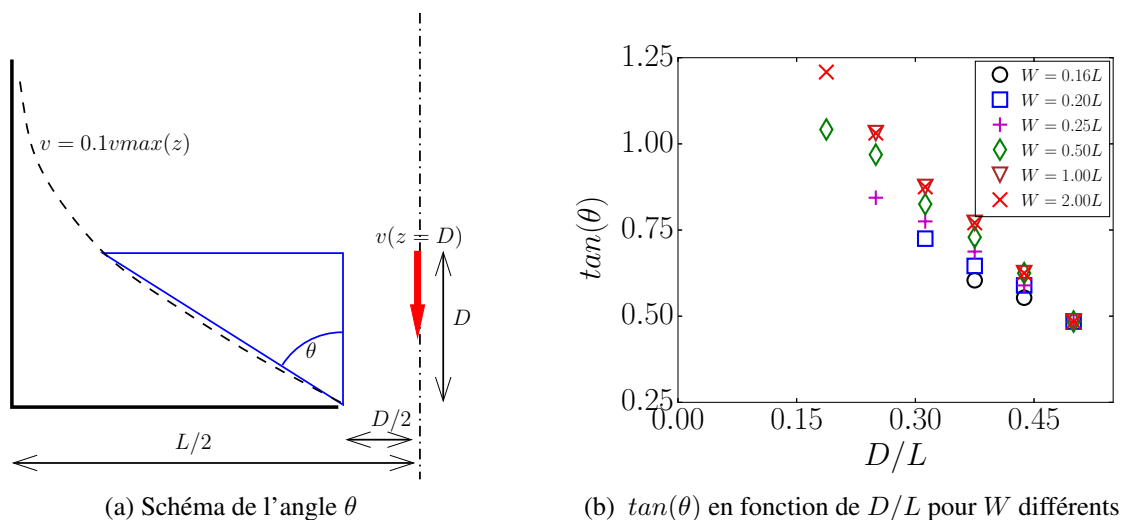 v = 0.1vmax(z)
v(z = D)
D
θ
D/2
L/2
(a) Schéma de l'angle θ
1.25
1.00
0.75
0.50
0.25
tan(θ)
0.00 0.15 0.30 0.45
D/L
W = 0.16L
W = 0.20L
W = 0.25L
W = 0.50L
W = 1.00L
W = 2.00L
(b) tan(θ) en fonction de D/L pour W différents